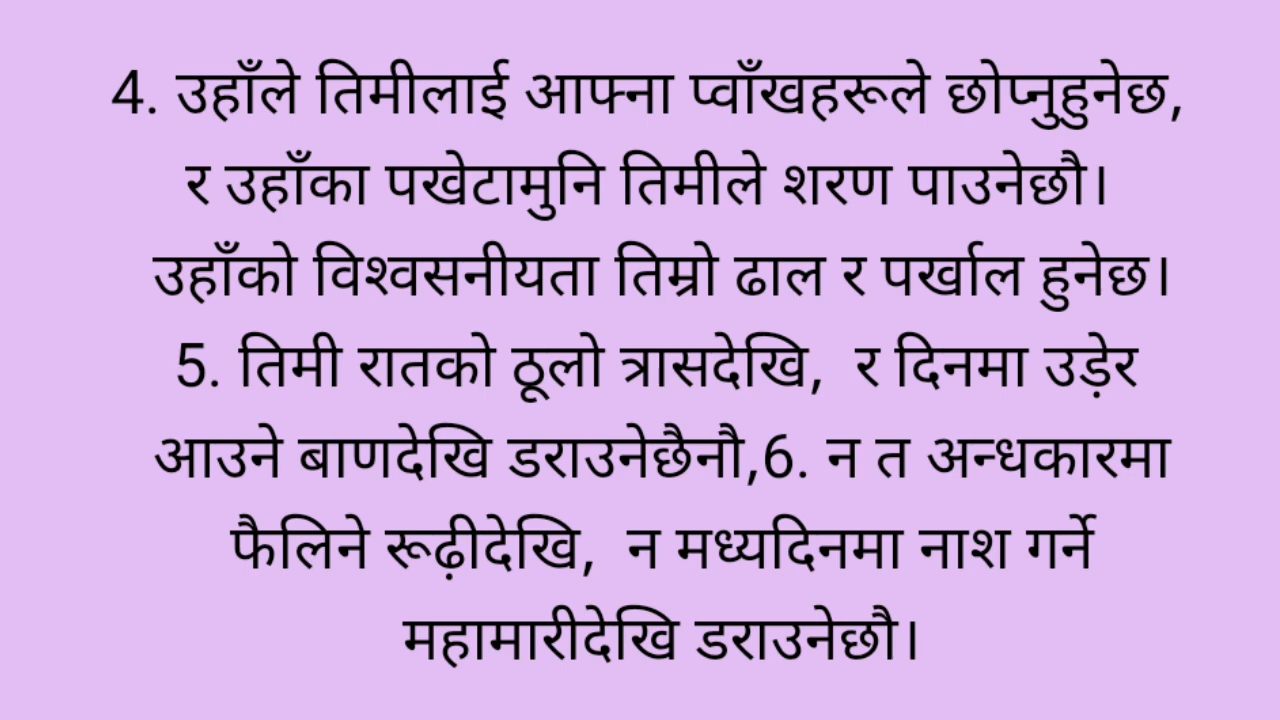 4. उहाँले तिमीलाई आफ्ना प्वाँखहरूले छोप्नुहुनेछ,
र उहाँका पखेटामुनि तिमीले शरण पाउनेछौ।
उहाँको विश्वसनीयता तिम्रो ढाल र पर्खाल हुनेछ।
5. तिमी रातको ठूलो त्रासदेखि, र दिनमा उड़ेर
आउने बाणदेखि डराउनेछैनौ,6. न त अन्धकारमा
फैलिने रूढ़ीदेखि, न मध्यदिनमा नाश गर्ने
महामारीदेखि डराउनेछौ।